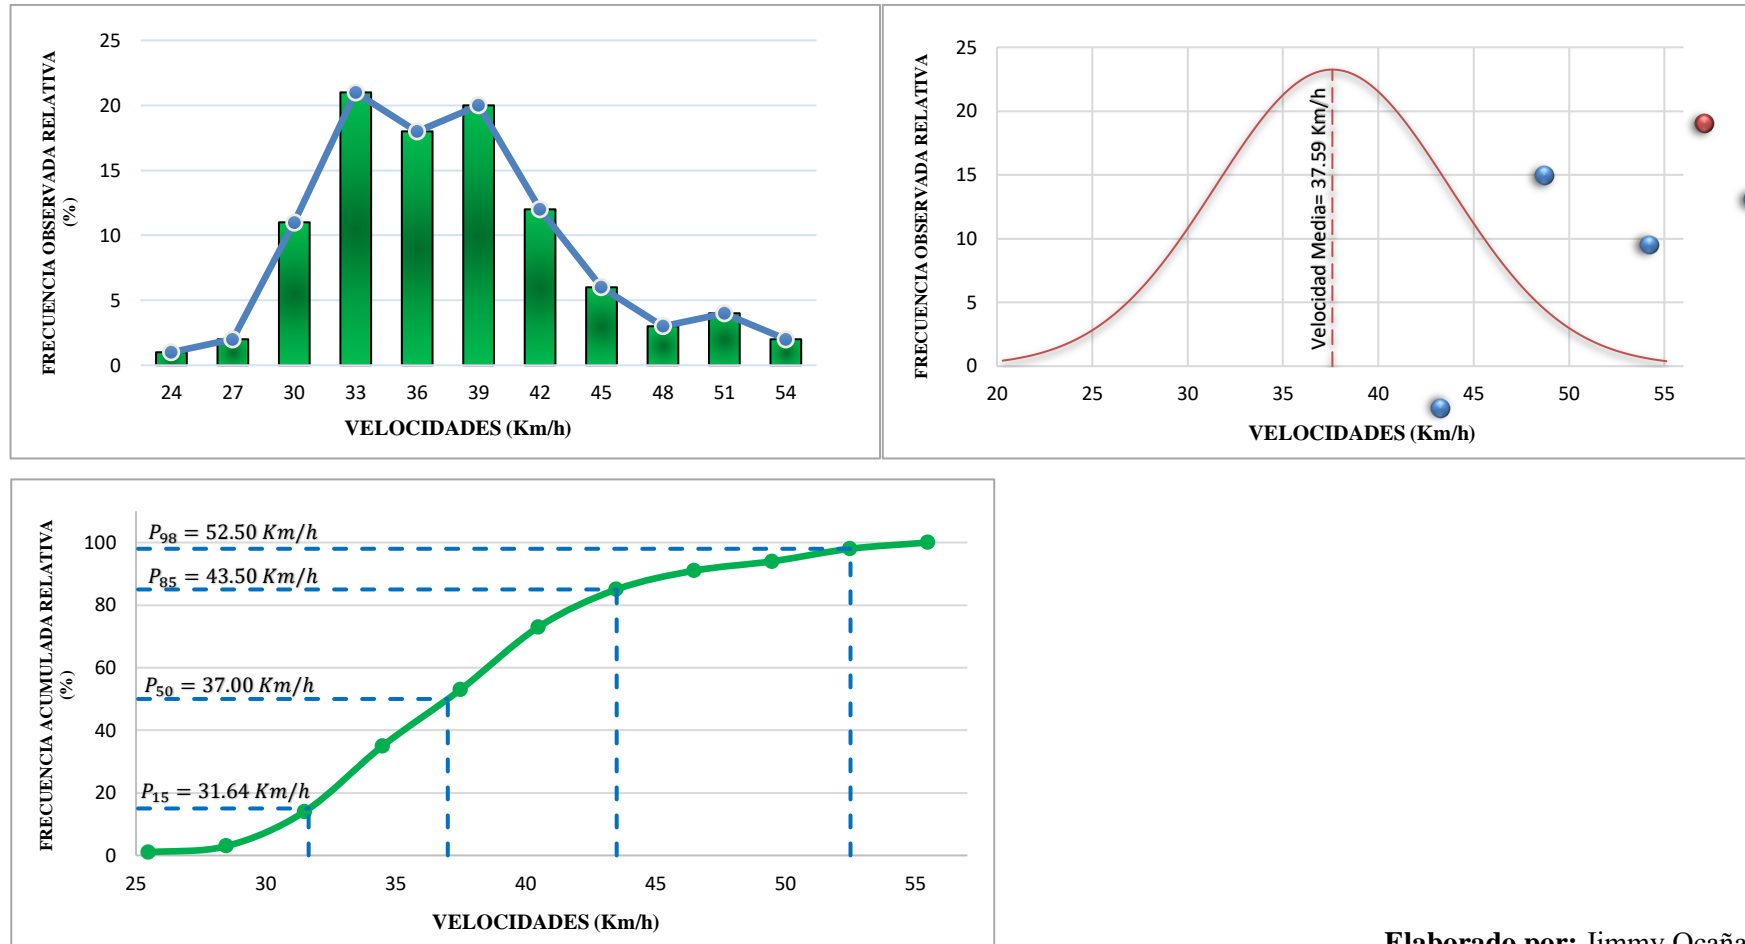 FRECUENCIA OBSERVADA RELATIVA
(%)
25
20
15
10
5
0
24 27 30 33 36 39 42 45 48 51 54
VELOCIDADES (Km/h)
FRECUENCIA OBSERVADA RELATIVA
25
20
15
10
5
0
Velocidad Media= 37.59 Km/h
20 25 30 35 40 45 50 55
VELOCIDADES (Km/h)
FRECUENCIA ACUMULADA RELATIVA
(%)
100
80
60
40
20
0
P₉₈ = 52.50 Km/h
P₈₅ = 43.50 Km/h
P₅₀ = 37.00 Km/h
P₁₅ = 31.64 Km/h
25 30 35 40 45 50 55
VELOCIDADES (Km/h)
Elaborado por: Jimmy Ocaña